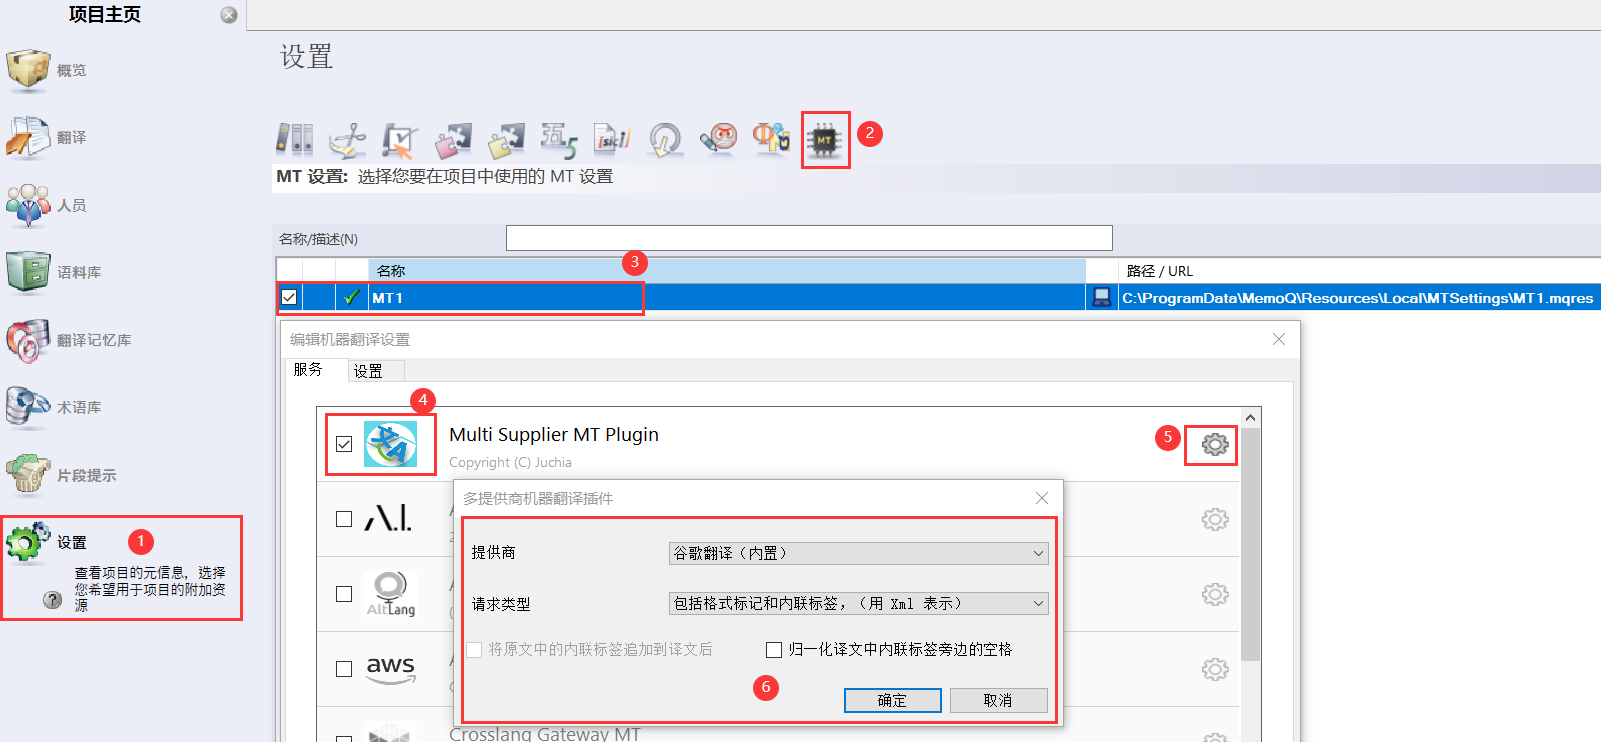 项目主页
概览
翻译
人员
语料库
翻译记忆库
术语库
片段提示
设置
1
查看项目的元信息，选择
您希望用于项目的附加资
源
设置
2
MT 设置: 选择您要在项目中使用的 MT 设置
名称/描述(N)
3
名称
路径 / URL
MT1
C:\ProgramData\MemoQ\Resources\Local\MTSettings\MT1.mqres
编辑机器翻译设置
服务
设置
4
Multi Supplier MT Plugin
Copyright (C) Juchia
5
A.I.
AltLang
aws
Crosslang Gateway MT
多提供商机器翻译插件
提供商
谷歌翻译（内置）
请求类型
包括格式标记和内联标签，（用 Xml 表示）
将原文中的内联标签追加到译文后
归一化译文中内联标签旁边的空格
6
确定
取消